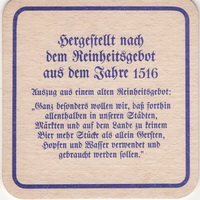 Hergestellt nach
dem Reinheitsgebot
aus dem Jahre 1516
Auszug aus einem alten Reinheitsgebot:
„Ganz besonders wollen wir, daß forthin
allenthalben in unseren Städten,
Märkten und auf dem Lande zu keinem
Bier mehr Stücke als allein Gersten,
Hopfen und Wasser verwendet und
gebraucht werden sollen.“